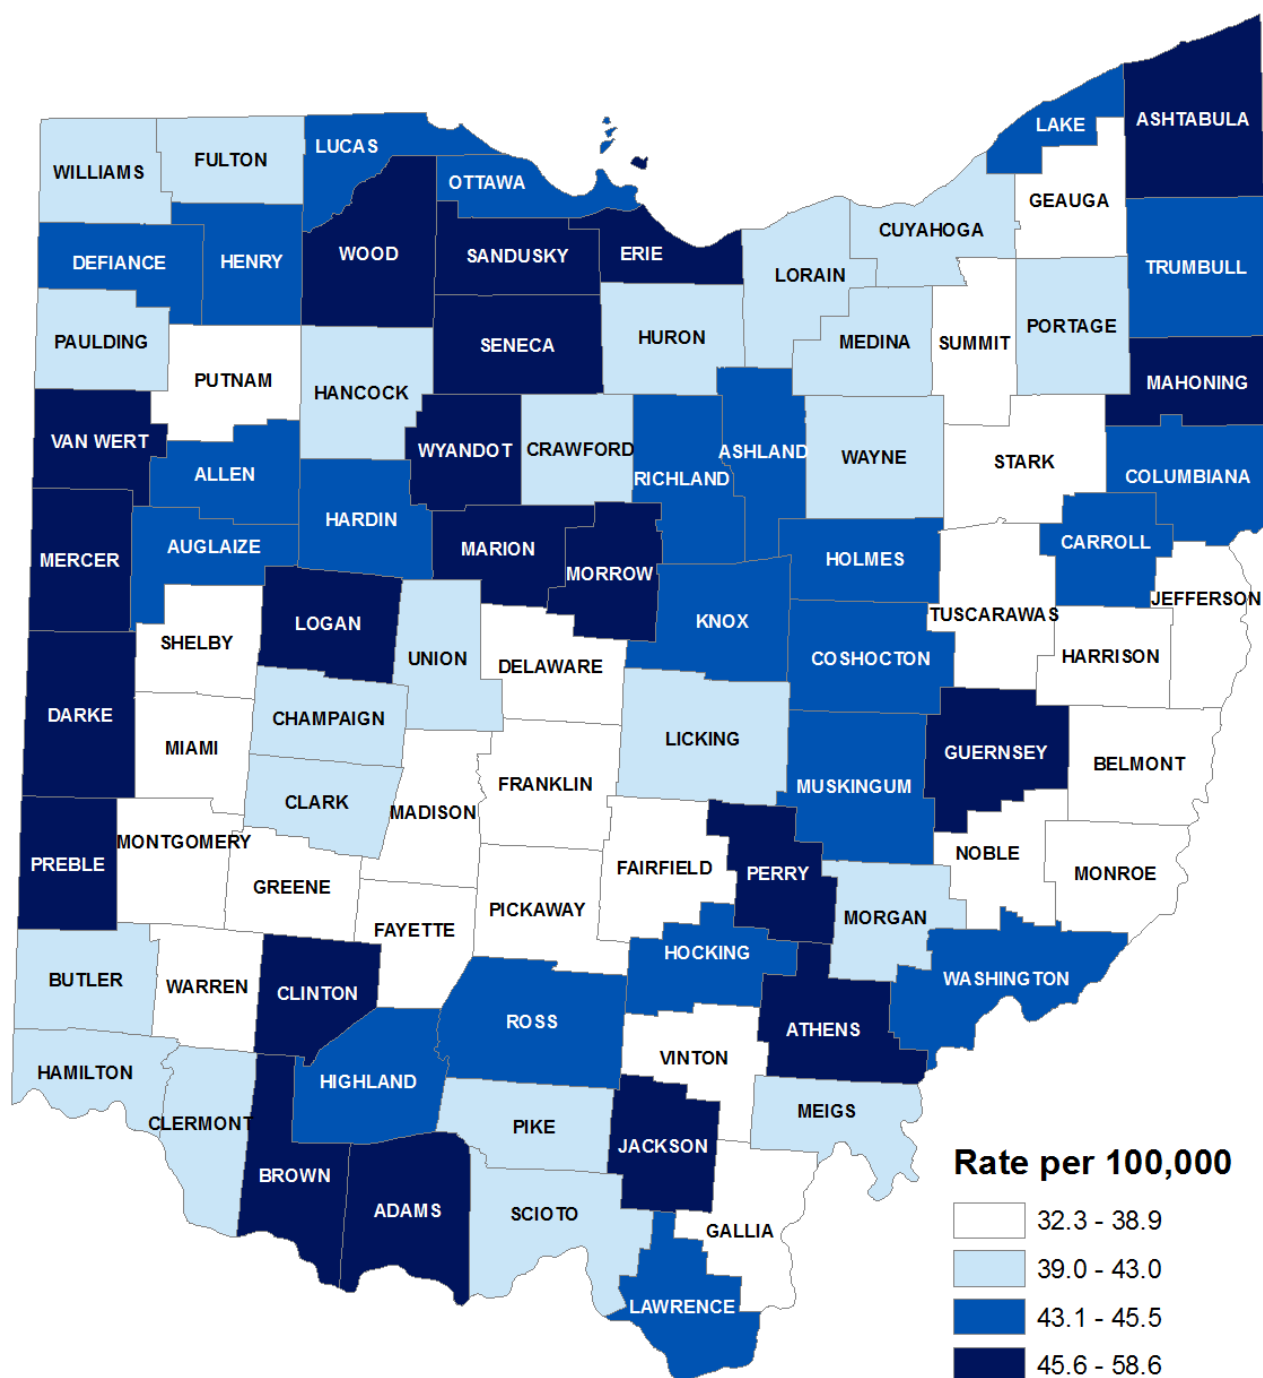 ASHTABULA
LAKE
LUCAS
FULTON
WILLIAMS
OTTAWA
GEAUGA
CUYAHOGA
WOOD
SANDUSKY
ERIE
DEFIANCE
HENRY
TRUMBULL
LORAIN
PORTAGE
HURON
MEDINA
SUMMIT
PAULDING
SENECA
PUTNAM
HANCOCK
MAHONING
VAN WERT
WYANDOT
CRAWFORD
ASHLAND
WAYNE
STARK
ALLEN
RICHLAND
COLUMBIANA
HARDIN
AUGLAIZE
MARION
CARROLL
MERCER
HOLMES
MORROW
JEFFERSON
LOGAN
KNOX
TUSCARAWAS
SHELBY
UNION
COSHOCTON
HARRISON
DELAWARE
DARKE
CHAMPAIGN
LICKING
MIAMI
GUERNSEY
BELMONT
FRANKLIN
MUSKINGUM
CLARK
MADISON
MONTGOMERY
NOBLE
PREBLE
FAIRFIELD
PERRY
MONROE
GREENE
PICKAWAY
MORGAN
FAYETTE
HOCKING
BUTLER
WARREN
CLINTON
WASHINGTON
ROSS
ATHENS
VINTON
HAMILTON
HIGHLAND
MEIGS
CLERMONT
PIKE
JACKSON
BROWN
ADAMS
SCIOTO
GALLIA
LAWRENCE
Rate per 100,000
32.3 - 38.9
39.0 - 43.0
43.1 - 45.5
45.6 - 58.6